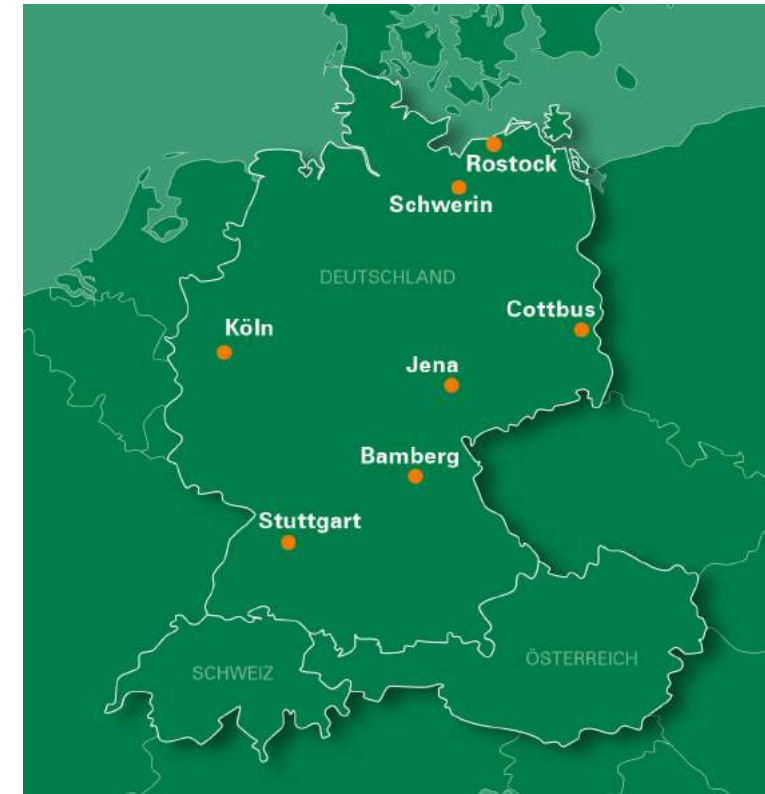 Rostock
Schwerin
DEUTSCHLAND
Cottbus
Köln
Jena
Bamberg
Stuttgart
ÖSTERREICH
SCHWEIZ